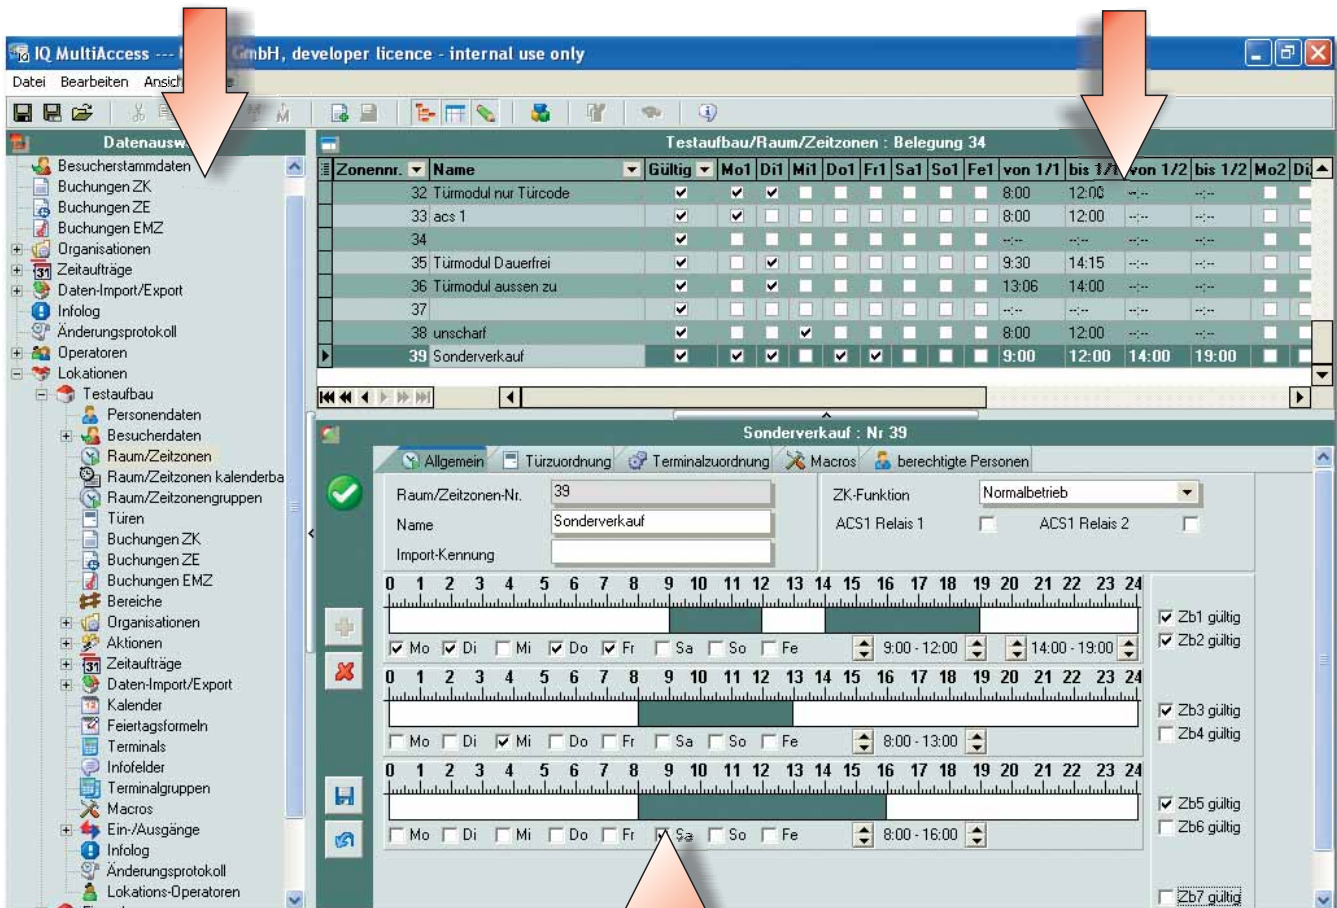 IQ MultiAccess --- GmbH, developer licence - internal use only
Datei Bearbeiten Ansicht
Datenausw
Besucherstammdaten
Buchungen ZK
Buchungen ZE
Buchungen EMZ
Organisationen
Zeitaufträge
Daten-Import/Export
Infolog
Änderungsprotokoll
Operatoren
Lokationen
Testaufbau
Personendaten
Besucherdaten
Raum/Zeitzonen
Raum/Zeitzonen kalenderba
Raum/Zeitzonengruppen
Türen
Buchungen ZK
Buchungen ZE
Buchungen EMZ
Bereiche
Organisationen
Aktionen
Zeitaufträge
Daten-Import/Export
Kalender
Feiertagsformeln
Terminals
Infofelder
Terminalgruppen
Macros
Ein-/Ausgänge
Infolog
Änderungsprotokoll
Lokations-Operatoren
Testaufbau/Raum/Zeitzonen : Belegung 34
Zonennr. Name Gültig Mo1 Di1 Mi1 Do1 Fr1 Sa1 So1 Fe1 von 1/1 bis 1/1 von 1/2 bis 1/2 Mo2 Di
32 Türmodul nur Türcode 8:00 12:00 --:-- --:--
33 acs 1 8:00 12:00 --:-- --:--
34 --:-- --:-- --:-- --:--
35 Türmodul Dauerfrei 9:30 14:15 --:-- --:--
36 Türmodul aussen zu 13:06 14:00 --:-- --:--
37 --:-- --:-- --:-- --:--
38 unscharf 8:00 12:00 --:-- --:--
39 Sonderverkauf 9:00 12:00 14:00 19:00
Sonderverkauf : Nr 39
Allgemein Türzuordnung Terminalzuordnung Macros berechtigte Personen
Raum/Zeitzonen-Nr. 39 ZK-Funktion Normalbetrieb
Name Sonderverkauf ACS1 Relais 1 ACS1 Relais 2
Import-Kennung
0 1 2 3 4 5 6 7 8 9 10 11 12 13 14 15 16 17 18 19 20 21 22 23 24
Zb1 gültig
Zb2 gültig
Mo Di Mi Do Fr Sa So Fe 9:00 - 12:00 14:00 - 19:00
0 1 2 3 4 5 6 7 8 9 10 11 12 13 14 15 16 17 18 19 20 21 22 23 24
Zb3 gültig
Zb4 gültig
Mo Di Mi Do Fr Sa So Fe 8:00 - 13:00
0 1 2 3 4 5 6 7 8 9 10 11 12 13 14 15 16 17 18 19 20 21 22 23 24
Zb5 gültig
Zb6 gültig
Mo Di Mi Do Fr Sa So Fe 8:00 - 16:00
Zb7 gültig